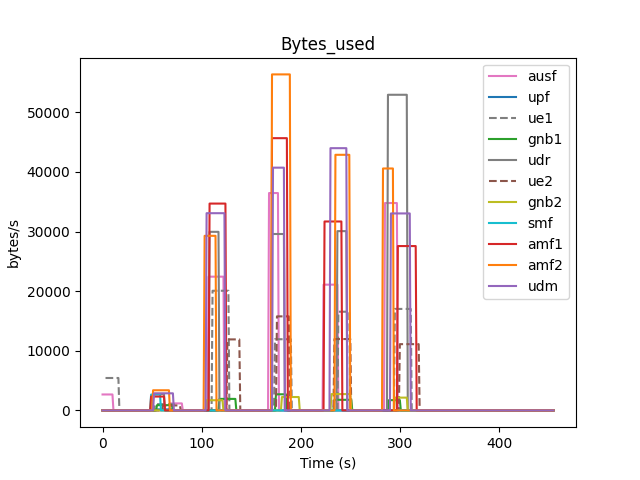 Bytes_used
bytes/s
50000
40000
30000
20000
10000
0
0 100 200 300 400
Time (s)
ausf
upf
ue1
gnb1
udr
ue2
gnb2
smf
amf1
amf2
udm